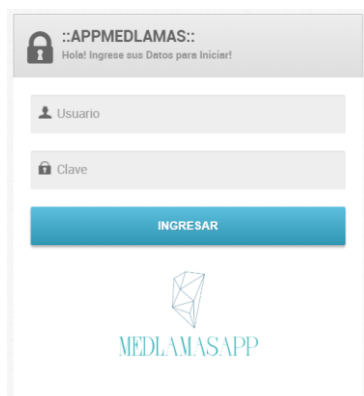 ::APPMEDLAMAS::
Hola! Ingrese sus Datos para Iniciar!
Usuario
Clave
INGRESAR
MEDLAMASAPP